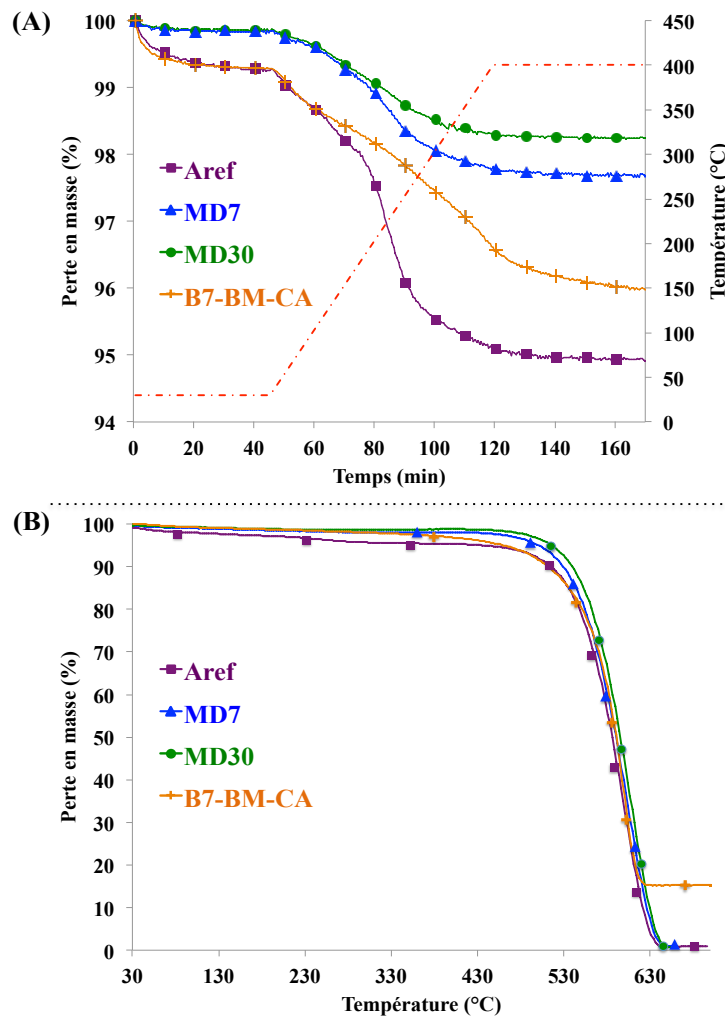 (A)
Perte en masse (%)
100
99
98
97
96
95
94
Aref
MD7
MD30
B7-BM-CA
450
400
350
300
250
200
150
100
50
0
Température (°C)
0 20 40 60 80 100 120 140 160
Temps (min)
(B)
Perte en masse (%)
100
90
80
70
60
50
40
30
20
10
0
Aref
MD7
MD30
B7-BM-CA
30 130 230 330 430 530 630
Température (°C)